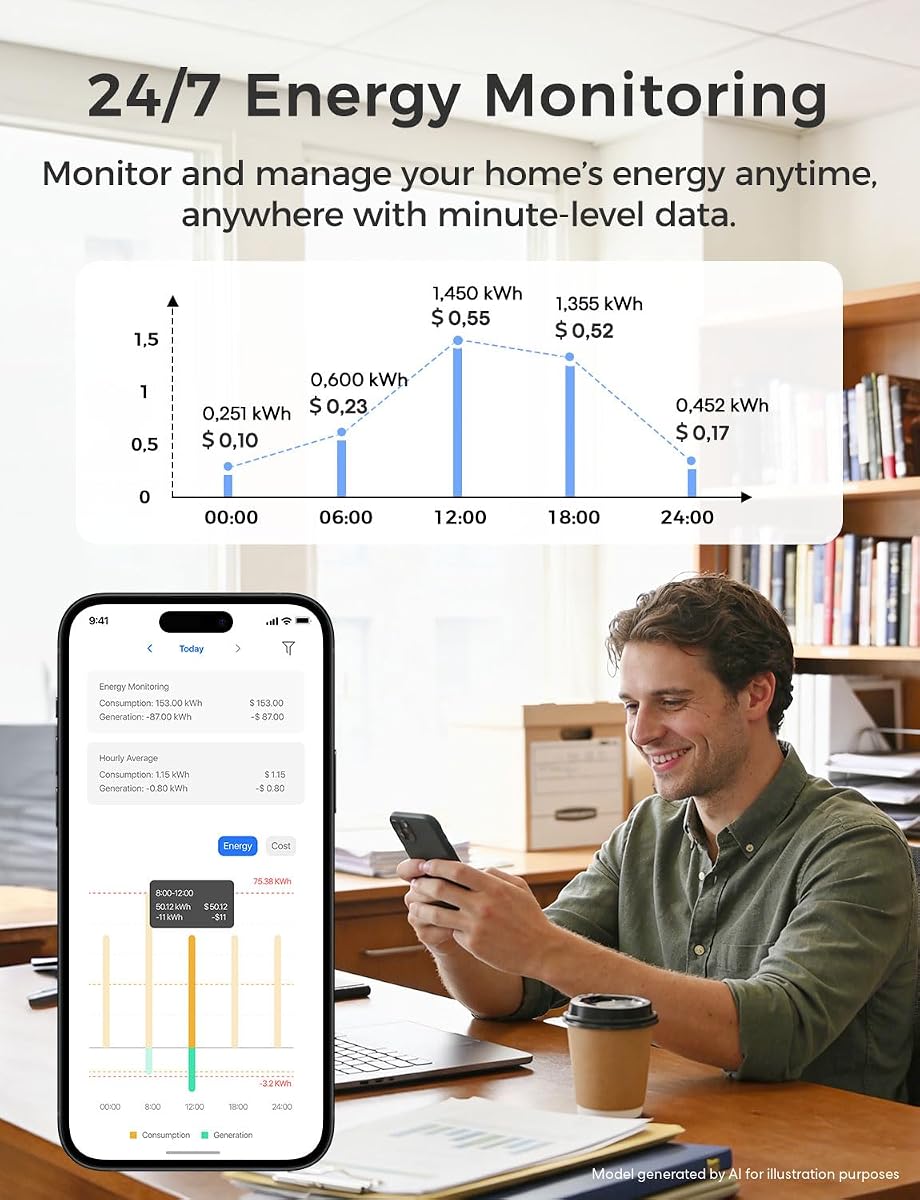 24/7 Energy Monitoring
Monitor and manage your home’s energy anytime,
anywhere with minute-level data.
1,450 kWh
$ 0,55
1,355 kWh
$ 0,52
1,5
0,600 kWh
$ 0,23
1
0,251 kWh
$ 0,10
0,452 kWh
$ 0,17
0,5
0
00:00 06:00 12:00 18:00 24:00
9:41
Today
Energy Monitoring
Consumption: 153.00 kWh $ 153.00
Generation: -87.00 kWh -$ 87.00
Hourly Average
Consumption: 1.15 kWh $ 1.15
Generation: -0.80 kWh -$ 0.80
Energy Cost
75.38 KWh
8:00-12:00
50.12 kWh $ 50.12
-11 kWh -$11
-3.2 KWh
00:00 8:00 12:00 18:00 24:00
Consumption Generation
Model generated by AI for illustration purposes